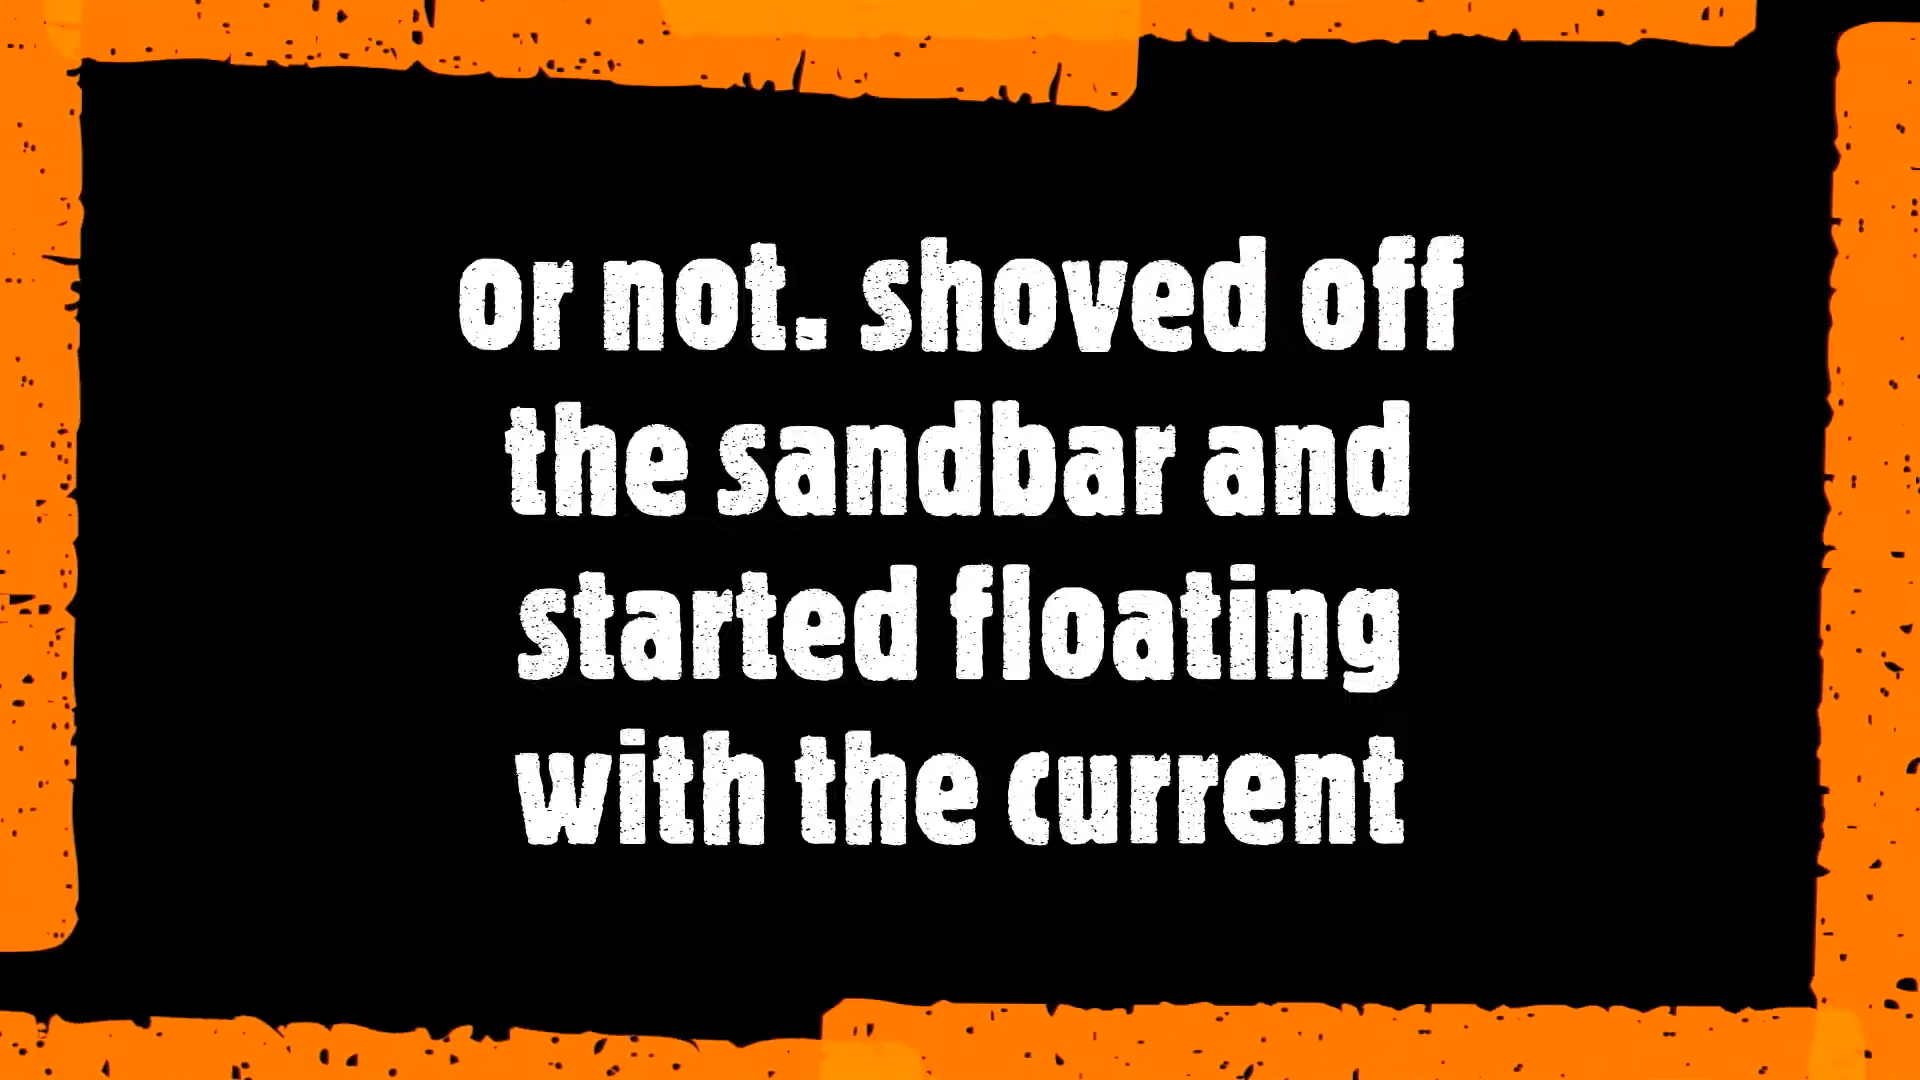 or not. shoved off
the sandbar and
started floating
with the current